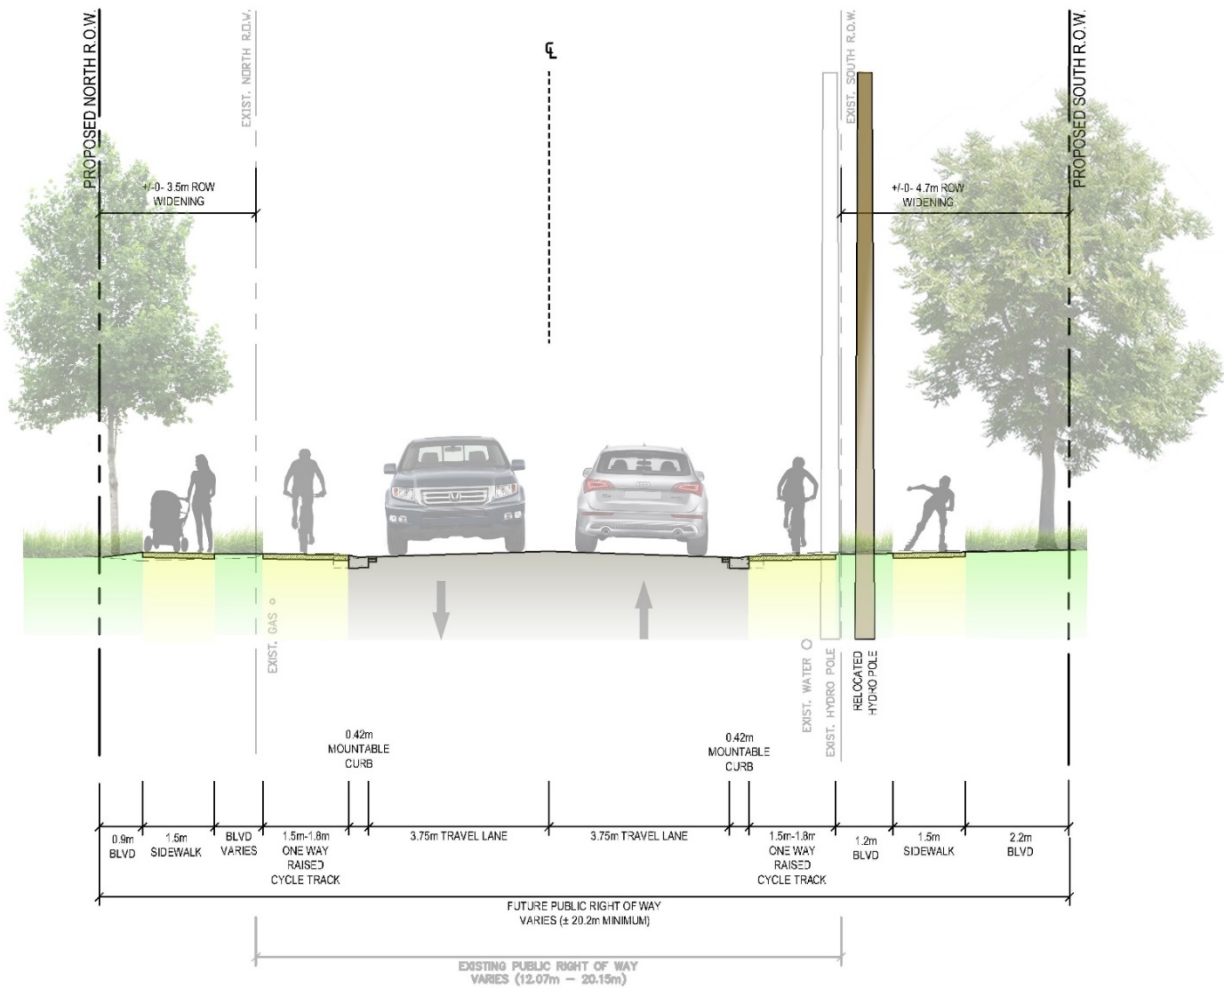 PROPOSED NORTH R.O.W.
EXIST. NORTH R.O.W.
℄
EXIST. SOUTH R.O.W.
PROPOSED SOUTH R.O.W.
+/-0- 3.5m ROW
WIDENING
+/-0- 4.7m ROW
WIDENING
EXIST. GAS
EXIST. WATER
EXIST. HYDRO POLE
RELOCATED
HYDRO POLE
0.42m
MOUNTABLE
CURB
0.42m
MOUNTABLE
CURB
0.9m
BLVD
1.5m
SIDEWALK
BLVD
VARIES
1.5m-1.8m
ONE WAY
RAISED
CYCLE TRACK
3.75m TRAVEL LANE
3.75m TRAVEL LANE
1.5m-1.8m
ONE WAY
RAISED
CYCLE TRACK
1.2m
BLVD
1.5m
SIDEWALK
2.2m
BLVD
FUTURE PUBLIC RIGHT OF WAY
VARIES (± 20.2m MINIMUM)
EXISTING PUBLIC RIGHT OF WAY
VARIES (12.07m - 20.15m)